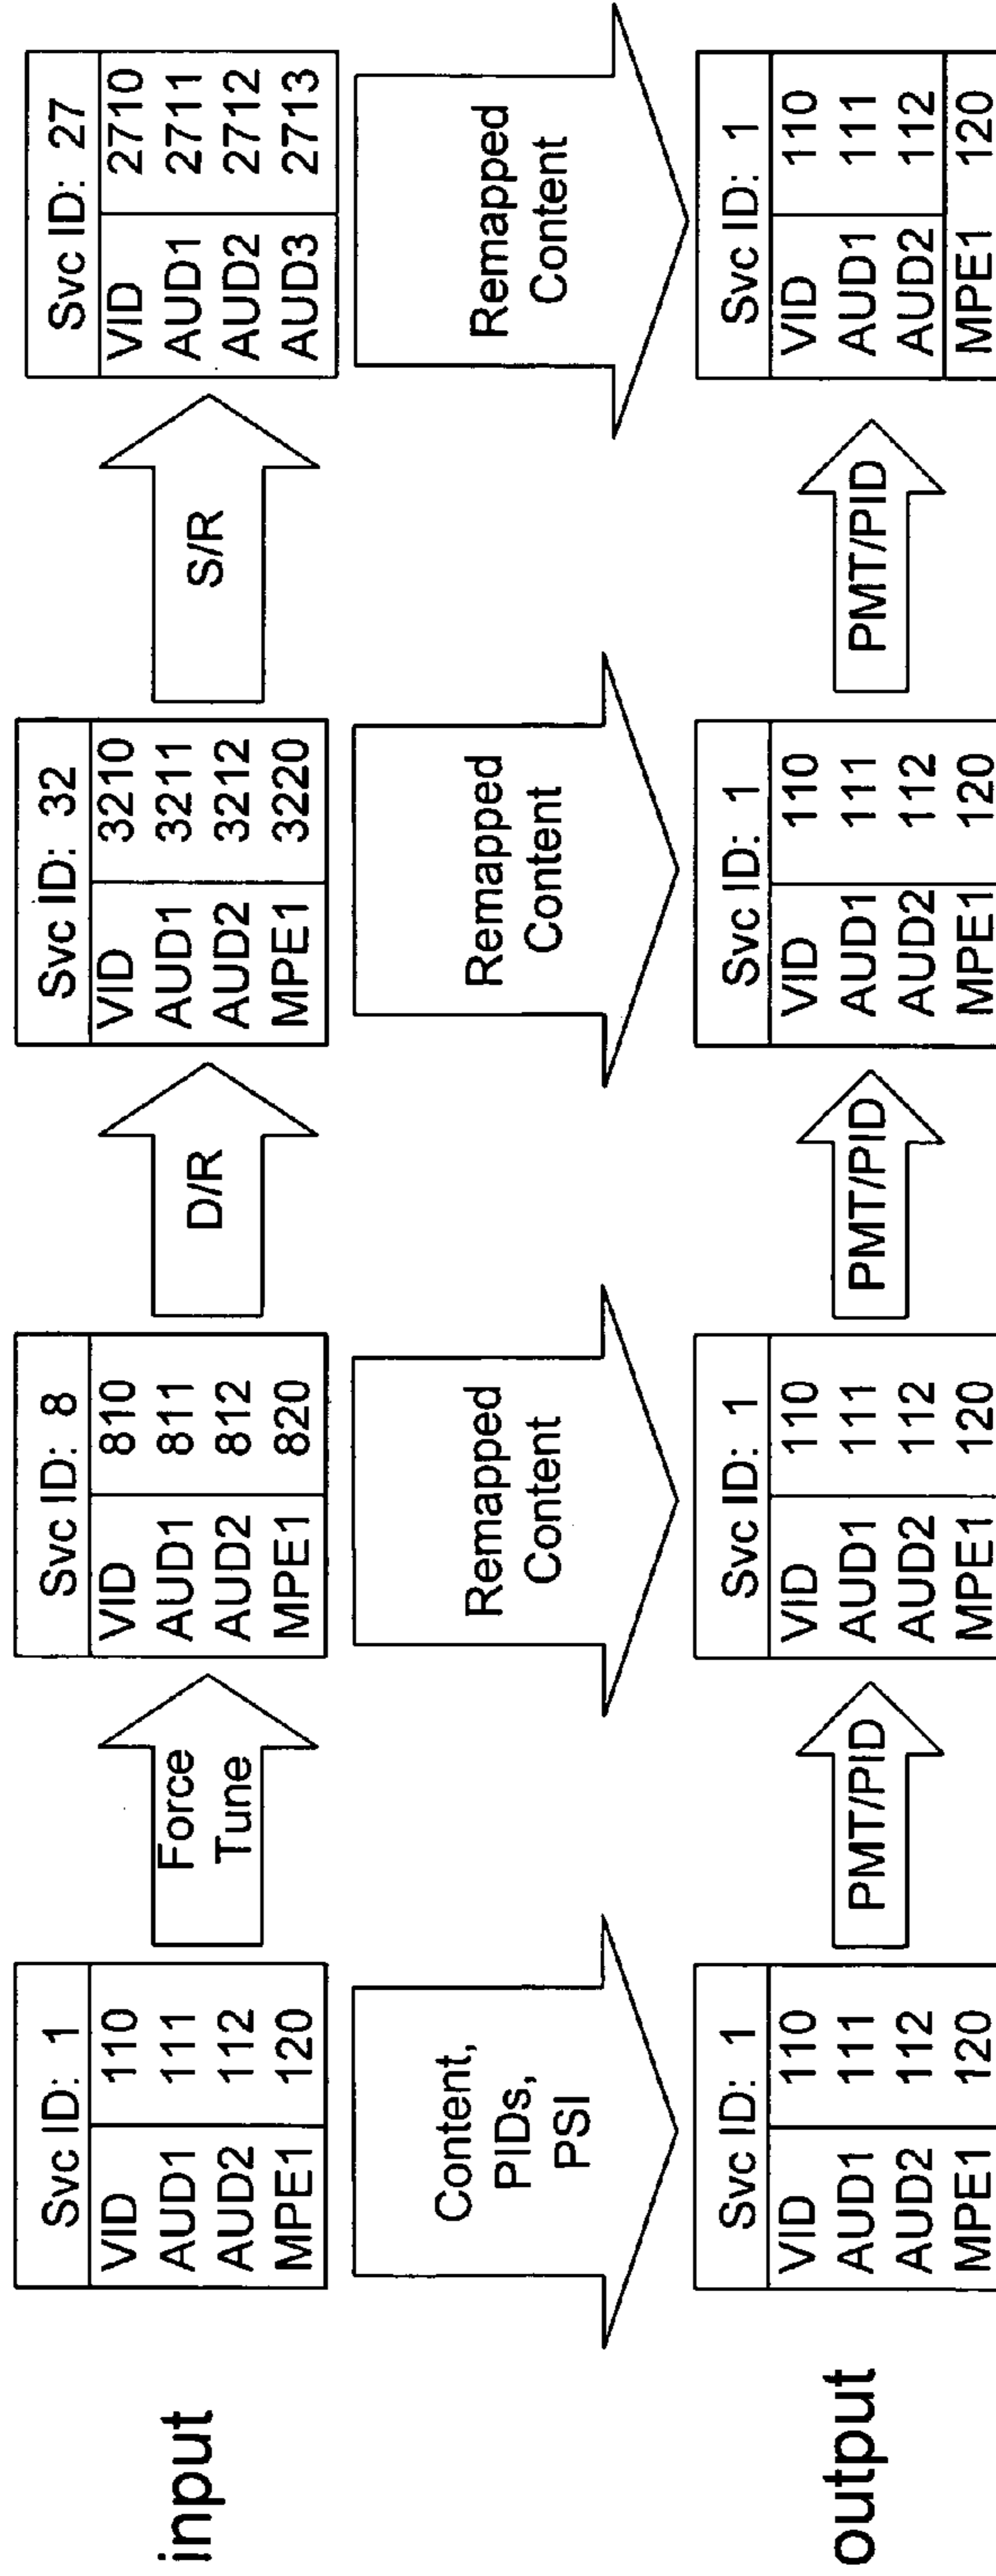 input
Svc ID: 1
VID 110
AUD1 111
AUD2 112
MPE1 120
Force
Tune
Svc ID: 8
VID 810
AUD1 811
AUD2 812
MPE1 820
D/R
Svc ID: 32
VID 3210
AUD1 3211
AUD2 3212
MPE1 3220
S/R
Svc ID: 27
VID 2710
AUD1 2711
AUD2 2712
AUD3 2713
Content,
PIDs,
PSI
Remapped
Content
Remapped
Content
Remapped
Content
output
Svc ID: 1
VID 110
AUD1 111
AUD2 112
MPE1 120
PMT/PID
Svc ID: 1
VID 110
AUD1 111
AUD2 112
MPE1 120
PMT/PID
Svc ID: 1
VID 110
AUD1 111
AUD2 112
MPE1 120
PMT/PID
Svc ID: 1
VID 110
AUD1 111
AUD2 112
MPE1 120